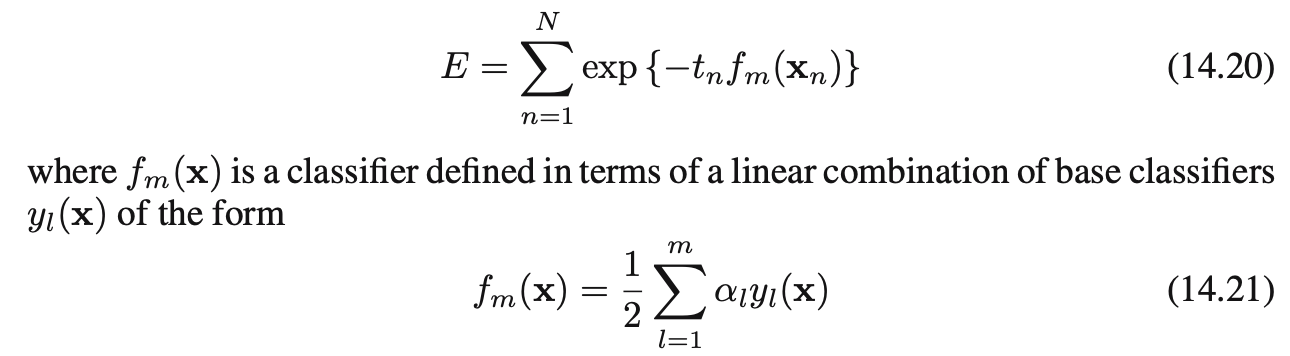 E = \sum_{n=1}^{N} \exp \{-t_n f_m(\mathbf{x}_n)\} (14.20)
where f_m(\mathbf{x}) is a classifier defined in terms of a linear combination of base classifiers
y_l(\mathbf{x}) of the form
f_m(\mathbf{x}) = \frac{1}{2} \sum_{l=1}^{m} \alpha_l y_l(\mathbf{x}) (14.21)